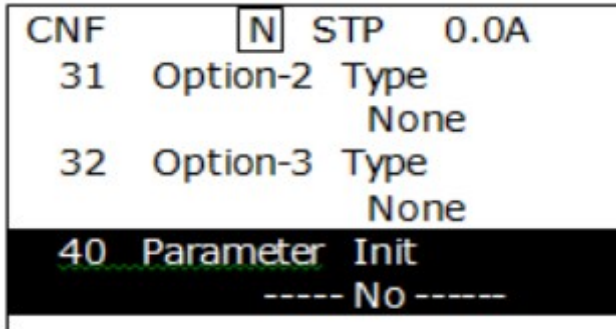 CNF N STP 0.0A
31 Option-2 Type
None
32 Option-3 Type
None
40 Parameter Init
----- No ------